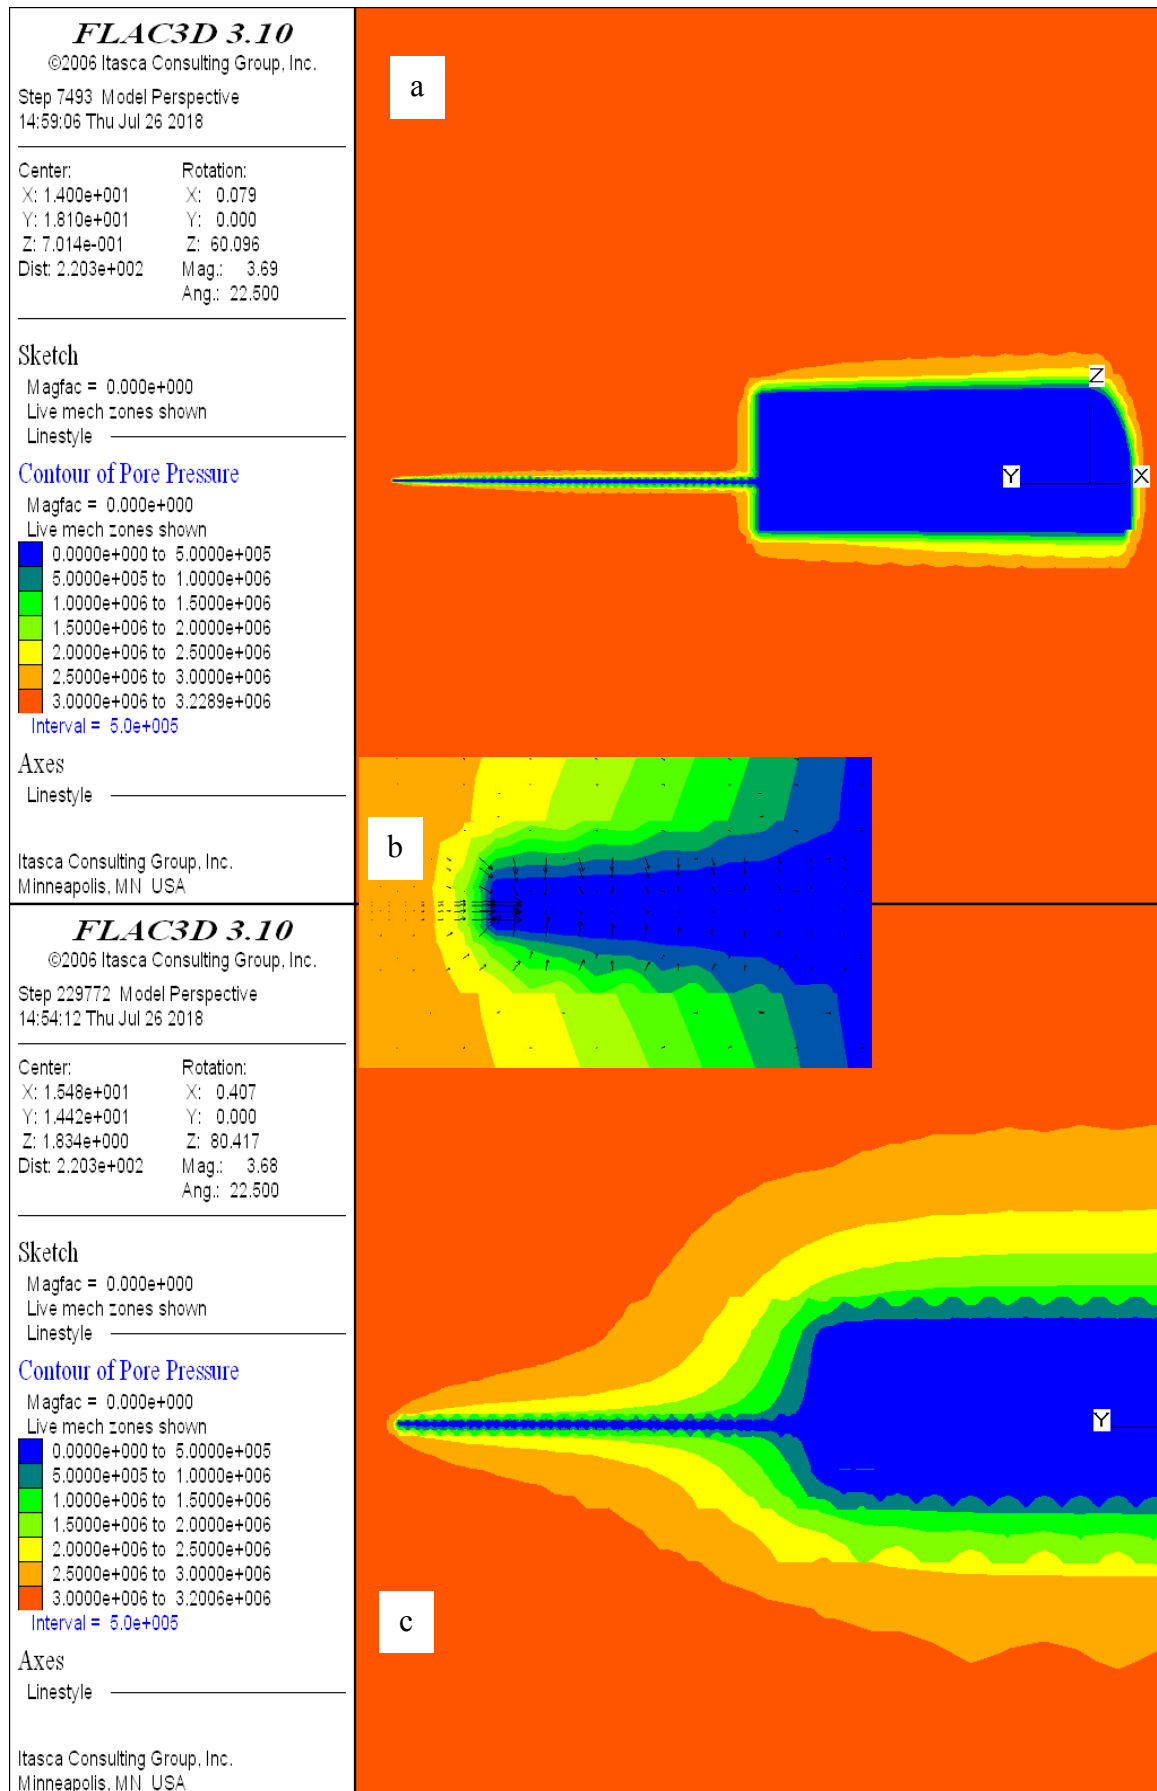 FLAC3D 3.10
©2006 Itasca Consulting Group, Inc.
Step 7493 Model Perspective
14:59:06 Thu Jul 26 2018
Center: Rotation:
X: 1.400e+001 X: 0.079
Y: 1.810e+001 Y: 0.000
Z: 7.014e-001 Z: 60.096
Dist: 2.203e+002 Mag.: 3.69
Ang.: 22.500
Sketch
Magfac = 0.000e+000
Live mech zones shown
Linestyle
Contour of Pore Pressure
Magfac = 0.000e+000
Live mech zones shown
0.0000e+000 to 5.0000e+005
5.0000e+005 to 1.0000e+006
1.0000e+006 to 1.5000e+006
1.5000e+006 to 2.0000e+006
2.0000e+006 to 2.5000e+006
2.5000e+006 to 3.0000e+006
3.0000e+006 to 3.2289e+006
Interval = 5.0e+005
Axes
Linestyle
Itasca Consulting Group, Inc.
Minneapolis, MN USA
a
Z
Y X
b
FLAC3D 3.10
©2006 Itasca Consulting Group, Inc.
Step 229772 Model Perspective
14:54:12 Thu Jul 26 2018
Center: Rotation:
X: 1.548e+001 X: 0.407
Y: 1.442e+001 Y: 0.000
Z: 1.834e+000 Z: 80.417
Dist: 2.203e+002 Mag.: 3.68
Ang.: 22.500
Sketch
Magfac = 0.000e+000
Live mech zones shown
Linestyle
Contour of Pore Pressure
Magfac = 0.000e+000
Live mech zones shown
0.0000e+000 to 5.0000e+005
5.0000e+005 to 1.0000e+006
1.0000e+006 to 1.5000e+006
1.5000e+006 to 2.0000e+006
2.0000e+006 to 2.5000e+006
2.5000e+006 to 3.0000e+006
3.0000e+006 to 3.2006e+006
Interval = 5.0e+005
Axes
Linestyle
Itasca Consulting Group, Inc.
Minneapolis, MN USA
Y
c